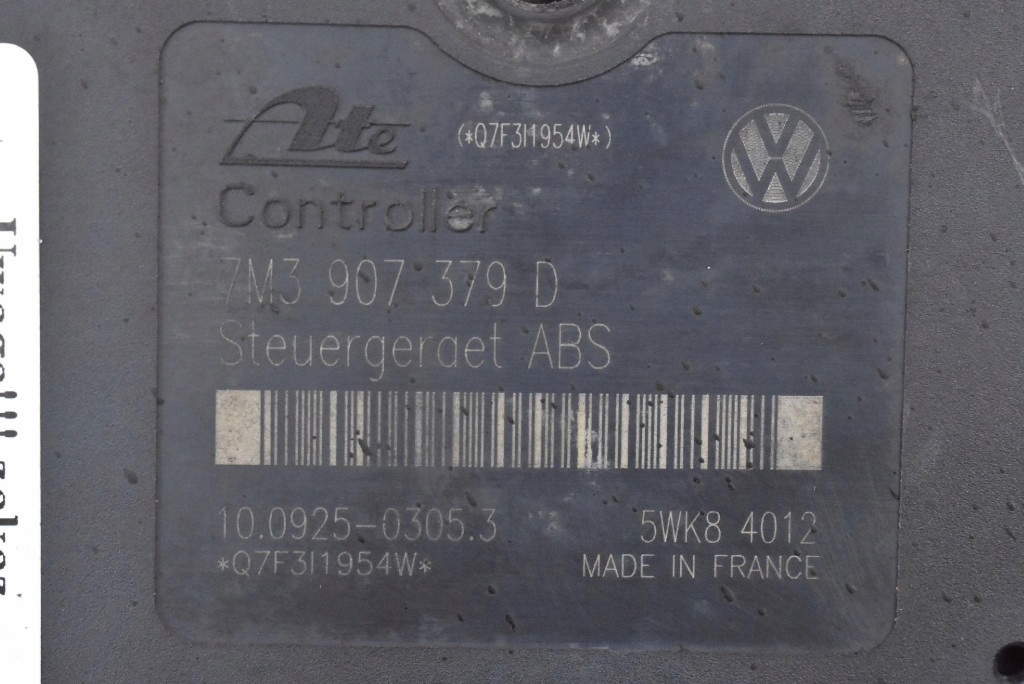 Ate
(*Q7F3I1954W*)
Controller
7M3 907 379 D
Steuergeraet ABS
10.0925-0305.3
5WK8 4012
*Q7F3I1954W*
MADE IN FRANCE